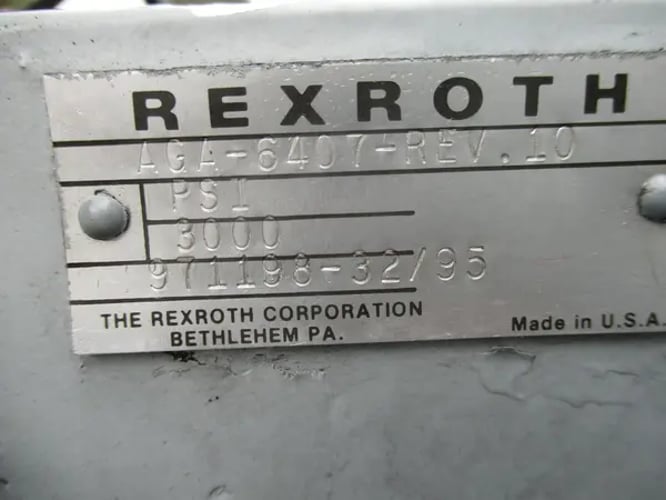 REXROTH
AGA-6407-REV.10
PSI
3000
971198-32/95
THE REXROTH CORPORATION
BETHLEHEM PA.
Made in U.S.A.